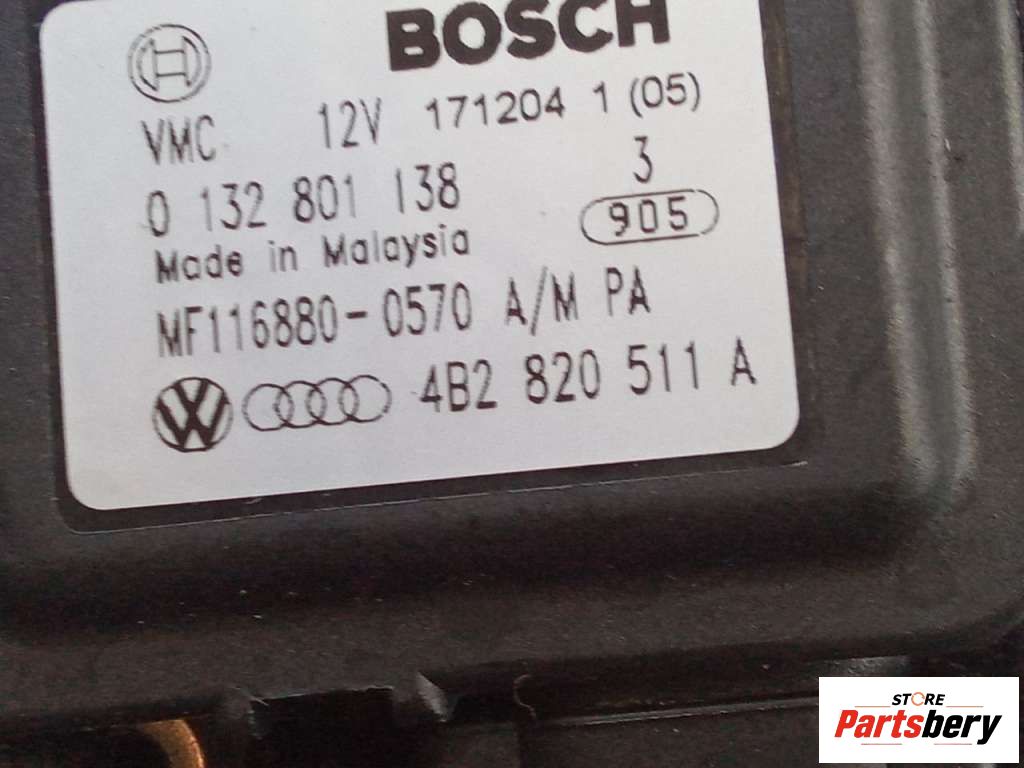 BOSCH
VMC 12V 171204 1 (05)
0 132 801 138 3
Made in Malaysia 905
MF116880-0570 A/M PA
4B2 820 511 A
STORE
Partsbery